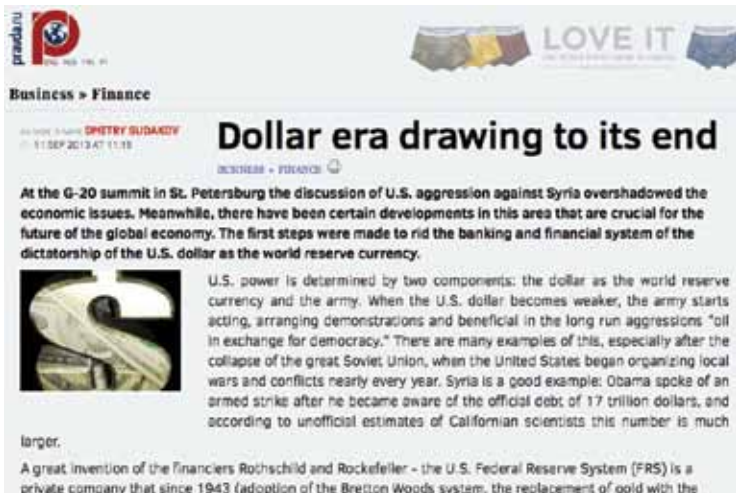 pravda.ru
LOVE IT
Business » Finance
DMITRY SUDAKOV
11 SEP 2013 AT 11:15
Dollar era drawing to its end
BUSINESS » FINANCE
At the G-20 summit in St. Petersburg the discussion of U.S. aggression against Syria overshadowed the
economic issues. Meanwhile, there have been certain developments in this area that are crucial for the
future of the global economy. The first steps were made to rid the banking and financial system of the
dictatorship of the U.S. dollar as the world reserve currency.
U.S. power is determined by two components: the dollar as the world reserve
currency and the army. When the U.S. dollar becomes weaker, the army starts
acting, arranging demonstrations and beneficial in the long run aggressions "oil
in exchange for democracy." There are many examples of this, especially after the
collapse of the great Soviet Union, when the United States began organizing local
wars and conflicts nearly every year. Syria is a good example: Obama spoke of an
armed strike after he became aware of the official debt of 17 trillion dollars, and
according to unofficial estimates of Californian scientists this number is much
larger.
A great invention of the financiers Rothschild and Rockefeller - the U.S. Federal Reserve System (FRS) is a
private company that since 1943 (adoption of the Bretton Woods system, the replacement of gold with the